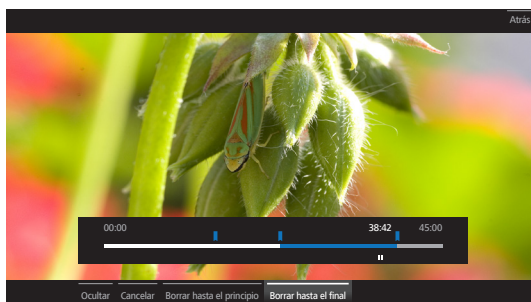 Atrás
00:00 38:42 45:00
Ocultar Cancelar Borrar hasta el principio Borrar hasta el final